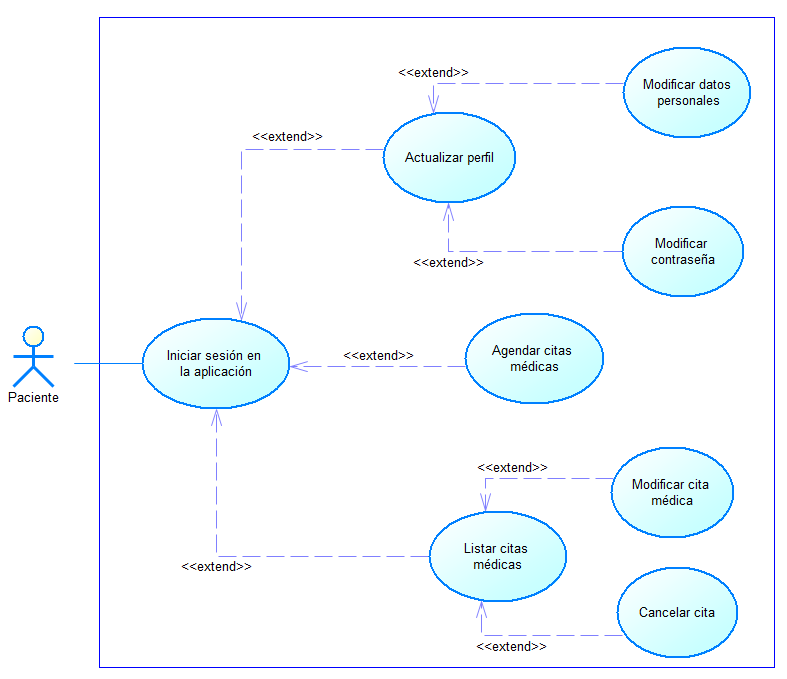 <<extend>>
Modificar datos
personales
<<extend>>
Actualizar perfil
Modificar
contraseña
<<extend>>
Iniciar sesión en
la aplicación
<<extend>>
Agendar citas
médicas
Paciente
<<extend>>
Modificar cita
médica
Listar citas
médicas
<<extend>>
Cancelar cita
<<extend>>